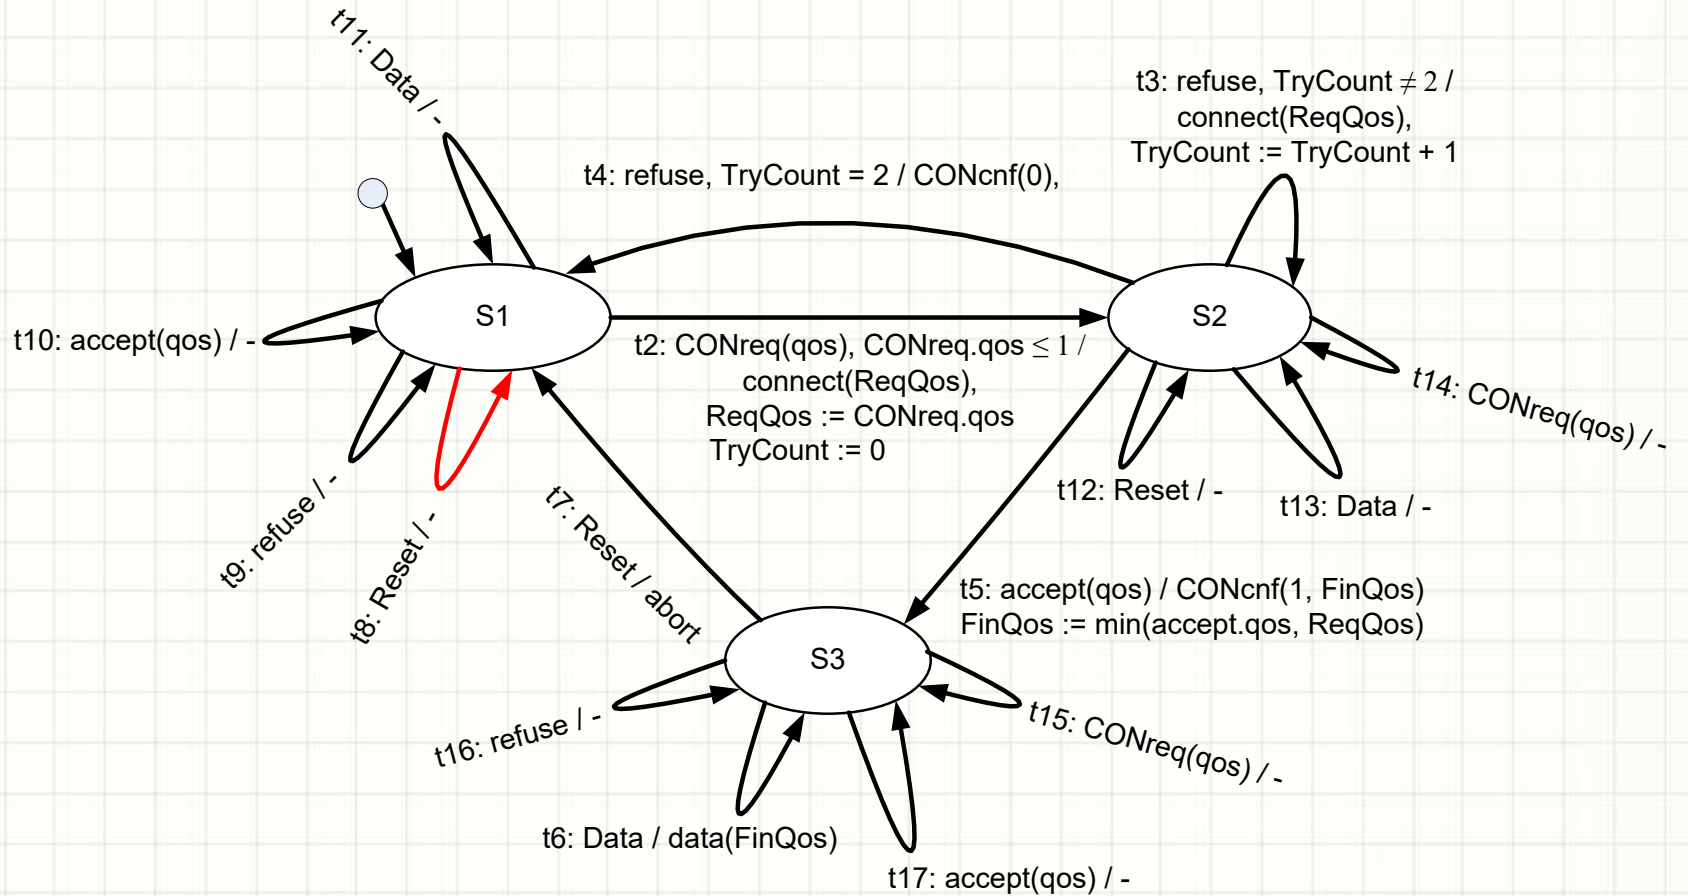 t11: Data / -
t3: refuse, TryCount ≠ 2 /
connect(ReqQos),
TryCount := TryCount + 1
t4: refuse, TryCount = 2 / CONcnf(0),
S1
S2
t10: accept(qos) / -
t2: CONreq(qos), CONreq.qos ≤ 1 /
connect(ReqQos),
ReqQos := CONreq.qos
TryCount := 0
t14: CONreq(qos) / -
t12: Reset / -
t13: Data / -
t9: refuse / -
t8: Reset / -
t7: Reset / abort
t5: accept(qos) / CONcnf(1, FinQos)
FinQos := min(accept.qos, ReqQos)
S3
t16: refuse / -
t15: CONreq(qos) / -
t6: Data / data(FinQos)
t17: accept(qos) / -